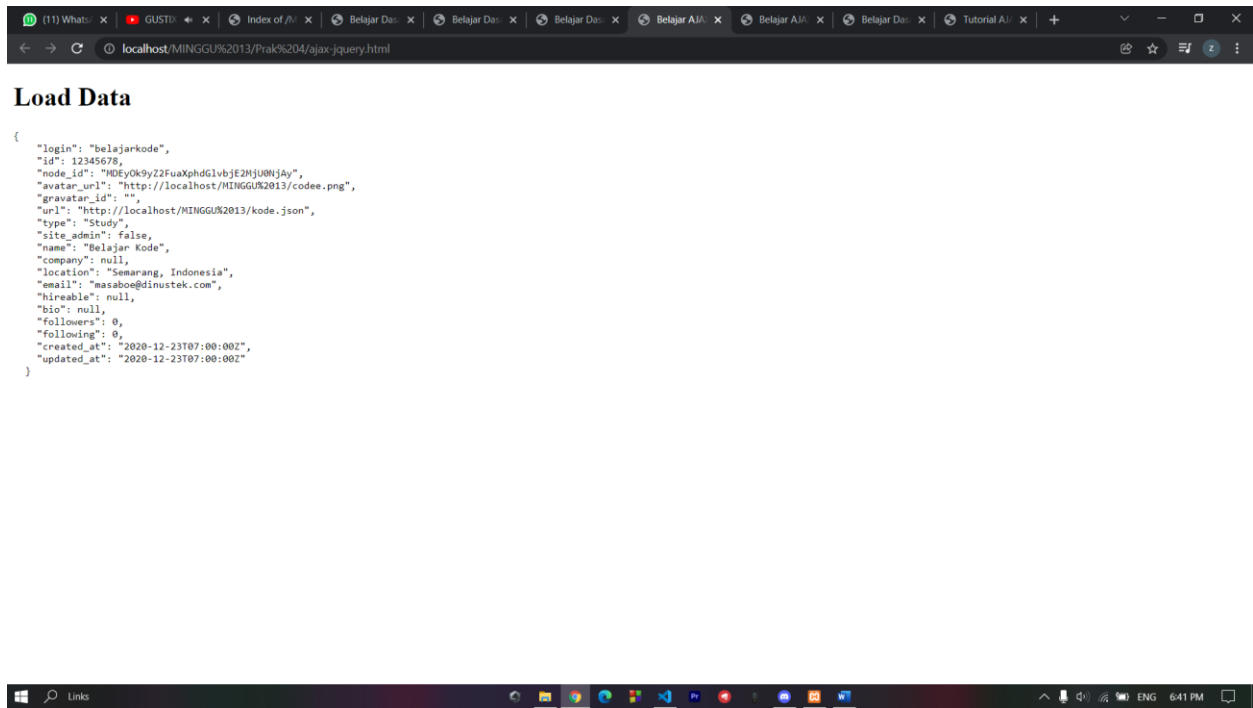 (11) Whats
GUSTIX
Index of /M
Belajar Das
Belajar Das
Belajar Das
Belajar AJA
Belajar AJA
Belajar Das
Tutorial AJ
localhost/MINGGU%2013/Prak%204/ajax-jquery.html
Z
Load Data
{
"login": "belajarkode",
"id": 12345678,
"node_id": "MDEyOk9yZ2FuaXphdGlvbjE2MjU0NjAy",
"avatar_url": "http://localhost/MINGGU%2013/codee.png",
"gravatar_id": "",
"url": "http://localhost/MINGGU%2013/kode.json",
"type": "Study",
"site_admin": false,
"name": "Belajar Kode",
"company": null,
"location": "Semarang, Indonesia",
"email": "masaboe@dinustek.com",
"hireable": null,
"bio": null,
"followers": 0,
"following": 0,
"created_at": "2020-12-23T07:00:00Z",
"updated_at": "2020-12-23T07:00:00Z"
}
Links
Pr
ENG
6:41 PM